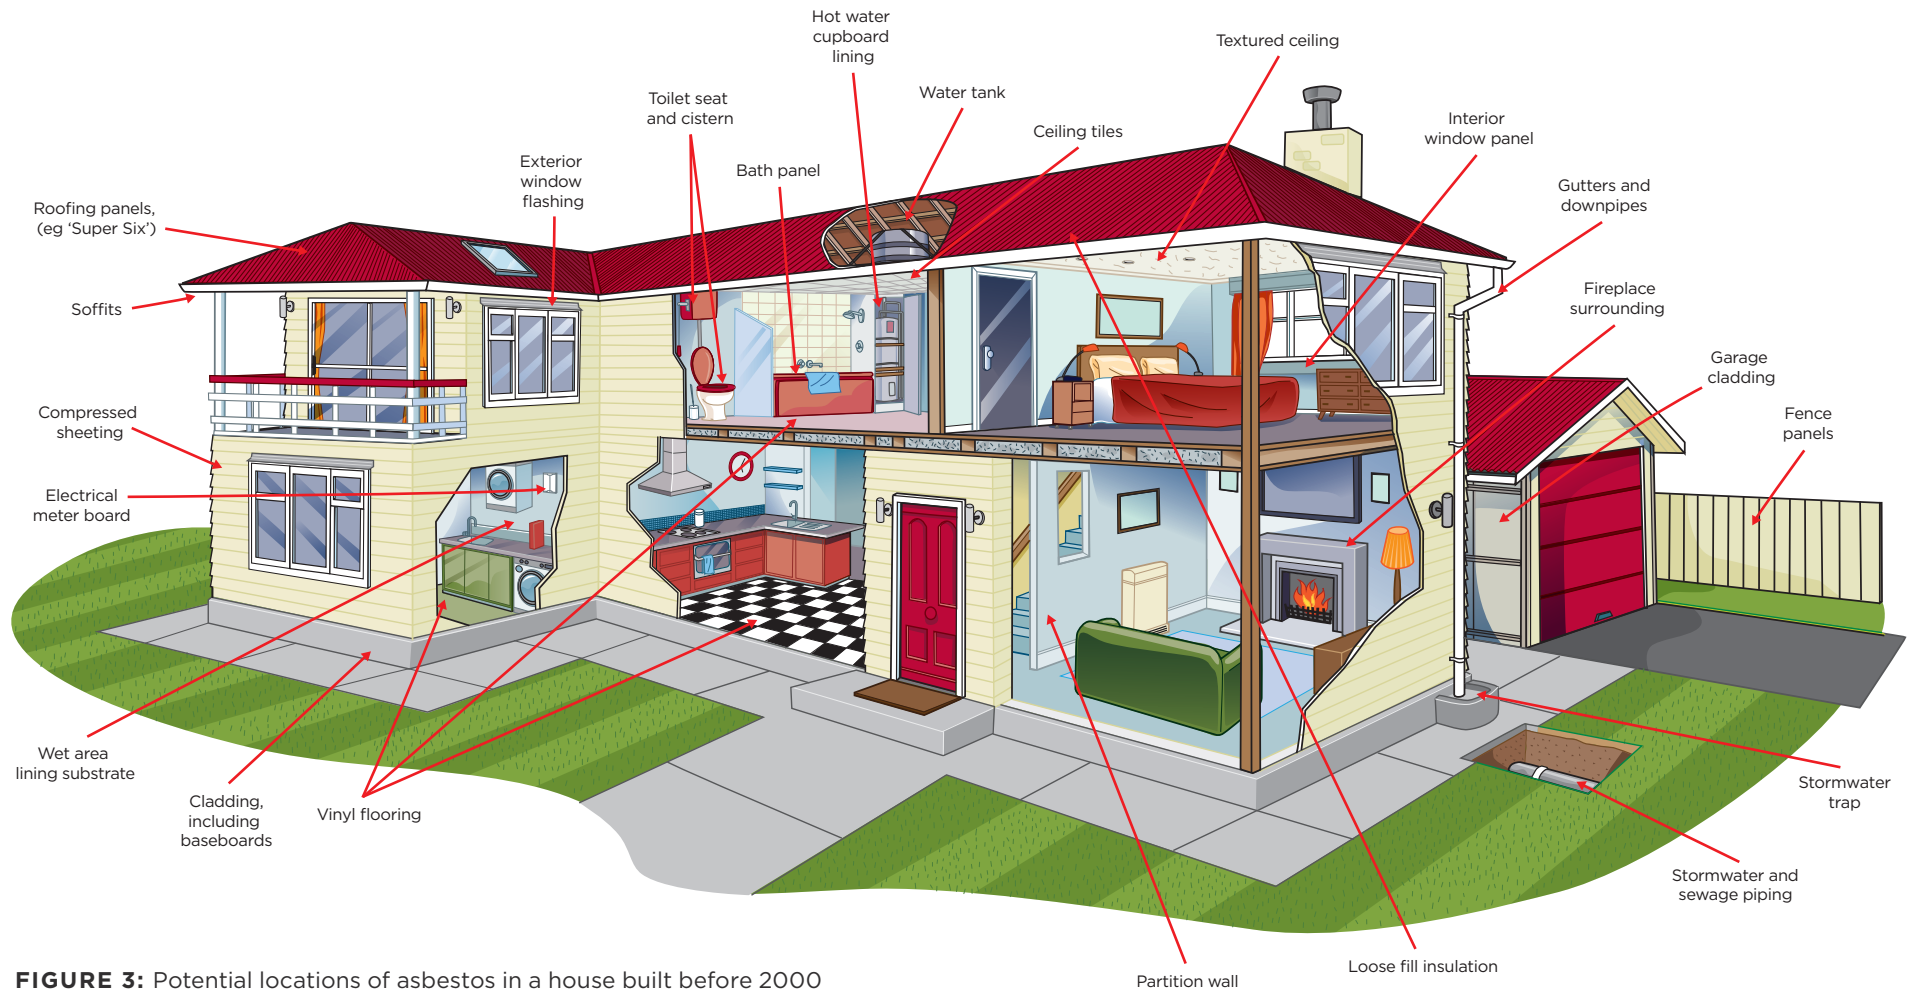 Hot water
cupboard
lining
Textured ceiling
Toilet seat
and cistern
Water tank
Ceiling tiles
Interior
window panel
Exterior
window
flashing
Bath panel
Gutters and
downpipes
Roofing panels,
(eg ‘Super Six’)
Soffits
Fireplace
surrounding
Garage
cladding
Compressed
sheeting
Fence
panels
Electrical
meter board
Wet area
lining substrate
Cladding,
including
baseboards
Vinyl flooring
Stormwater
trap
Stormwater and
sewage piping
Loose fill insulation
Partition wall
FIGURE 3: Potential locations of asbestos in a house built before 2000